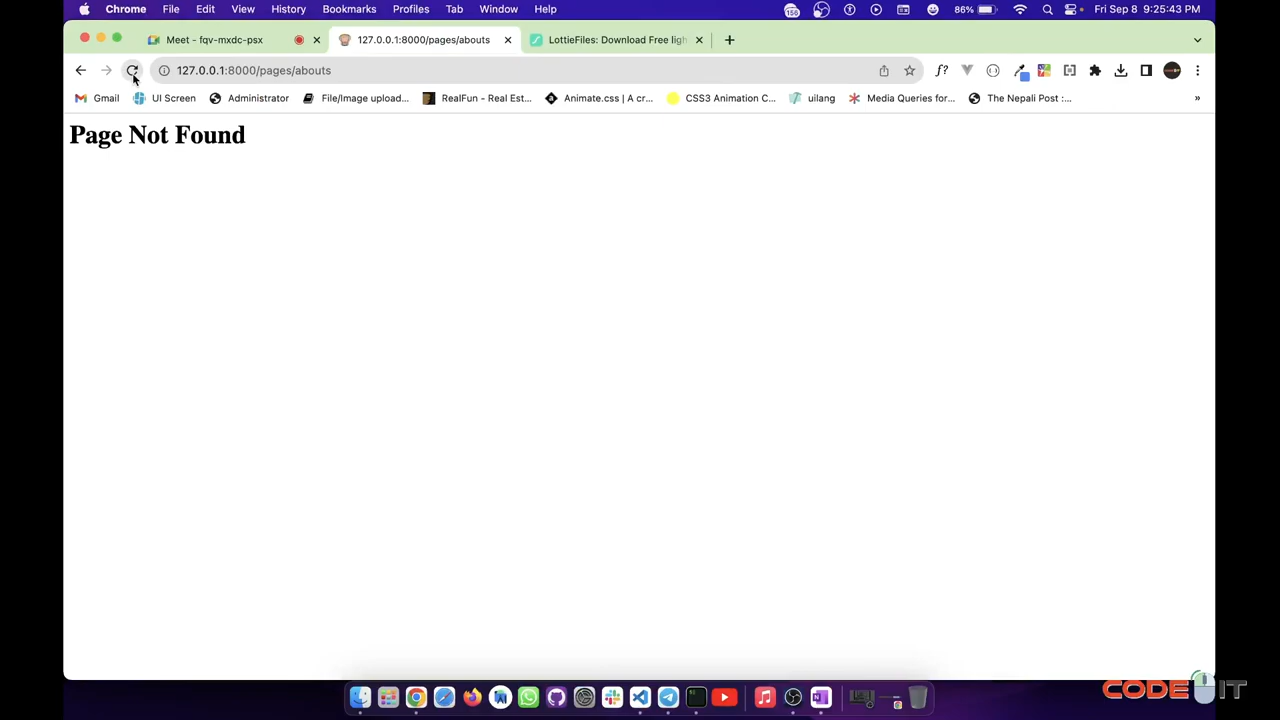 Chrome File Edit View History Bookmarks Profiles Tab Window Help 156 86% Fri Sep 8 9:25:43 PM
Meet - fqv-mxdc-psx 127.0.0.1:8000/pages/abouts LottieFiles: Download Free ligh
127.0.0.1:8000/pages/abouts f?
Gmail UI Screen Administrator File/Image upload... RealFun - Real Est... Animate.css | A cr... CSS3 Animation C... uilang Media Queries for... The Nepali Post :... »
Page Not Found
CODE IT